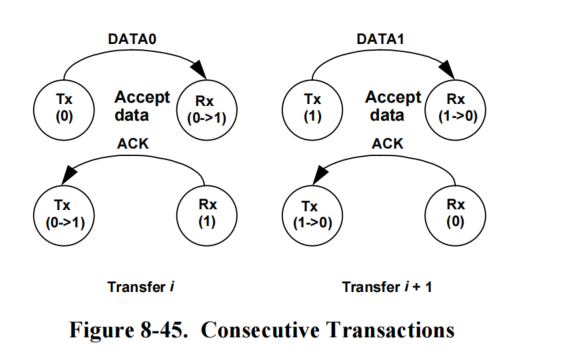 DATA0
DATA1
Tx
(0)
Accept
data
Rx
(0->1)
Tx
(1)
Accept
data
Rx
(1->0)
ACK
ACK
Tx
(0->1)
Rx
(1)
Tx
(1->0)
Rx
(0)
Transfer i
Transfer i + 1
Figure 8-45. Consecutive Transactions